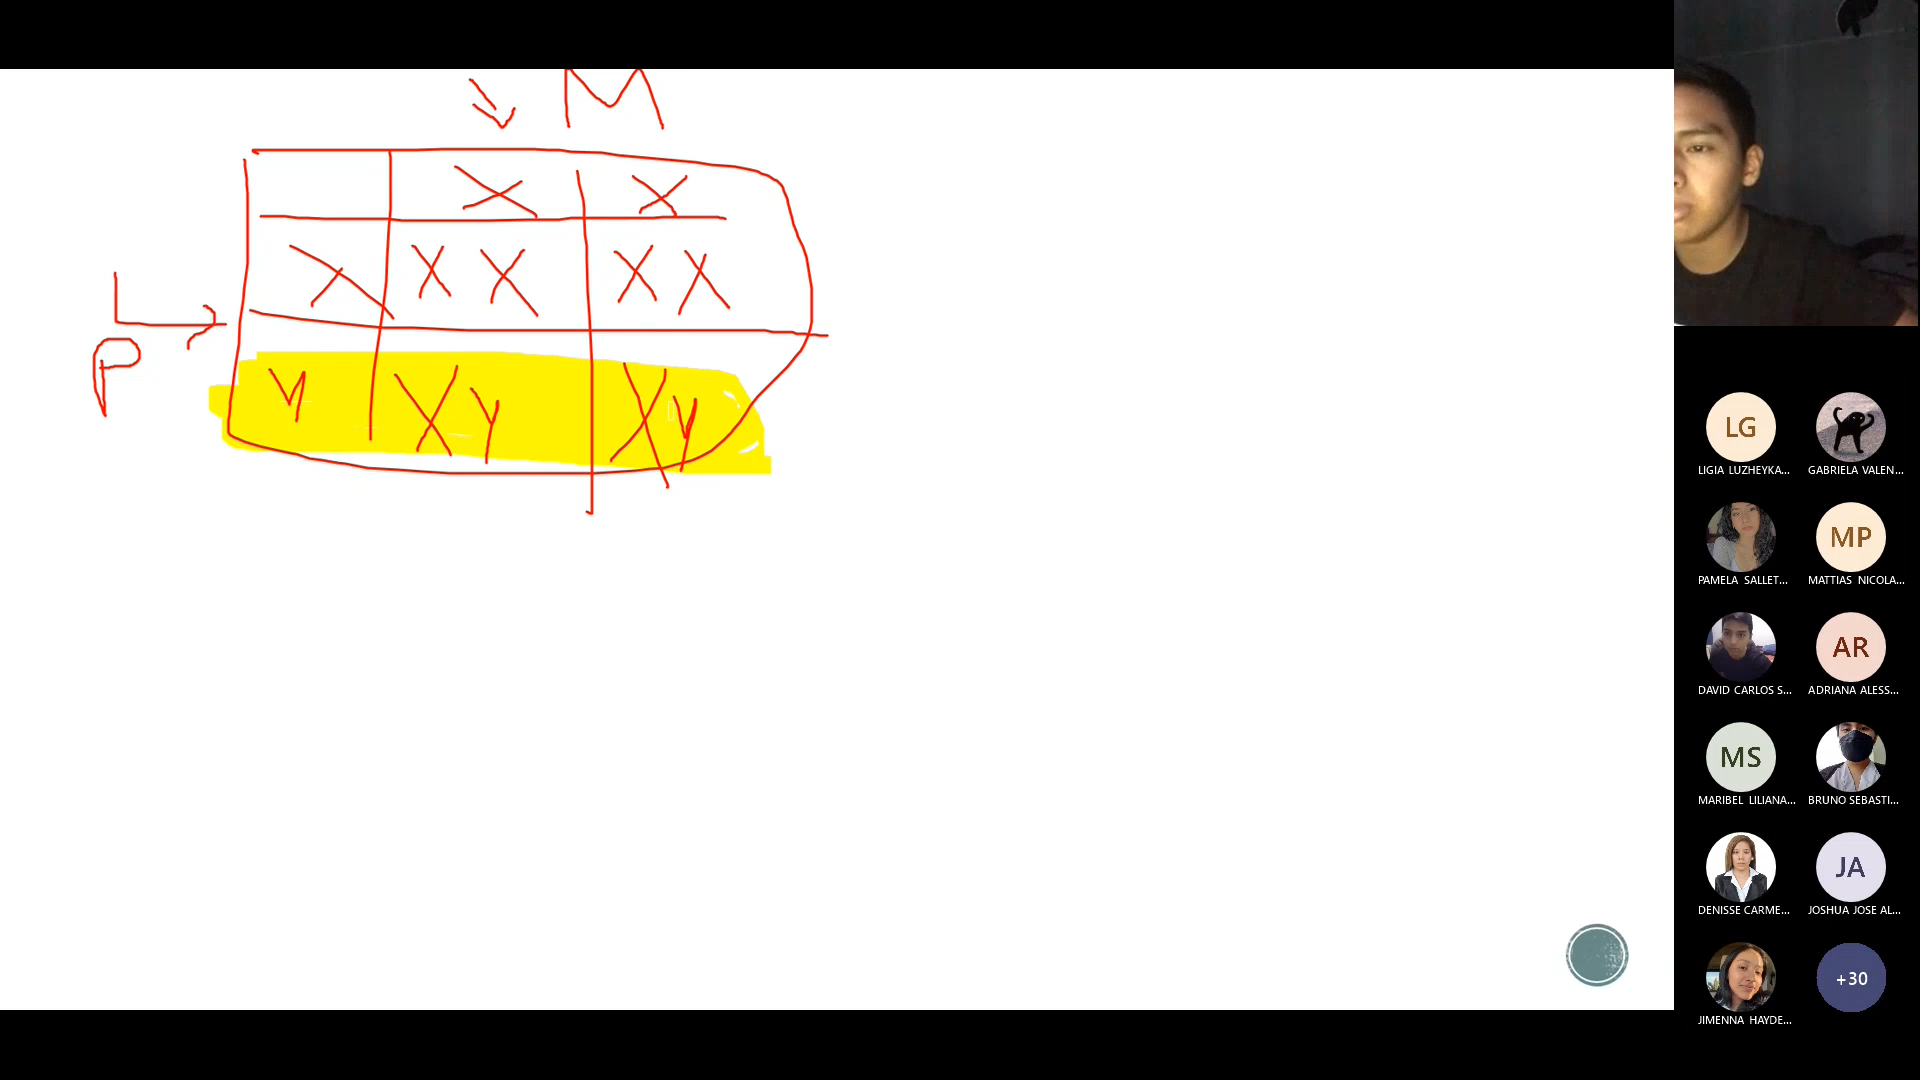 M
X X
X XX XX
L
P
Y Xy Xy
LG
LIGIA LUZHEYKA... GABRIELA VALEN...
MP
PAMELA SALLET... MATTIAS NICOLA...
AR
DAVID CARLOS S... ADRIANA ALESS...
MS
MARIBEL LILIANA... BRUNO SEBASTI...
JA
DENISSE CARME... JOSHUA JOSE AL...
+30
JIMENNA HAYDE...